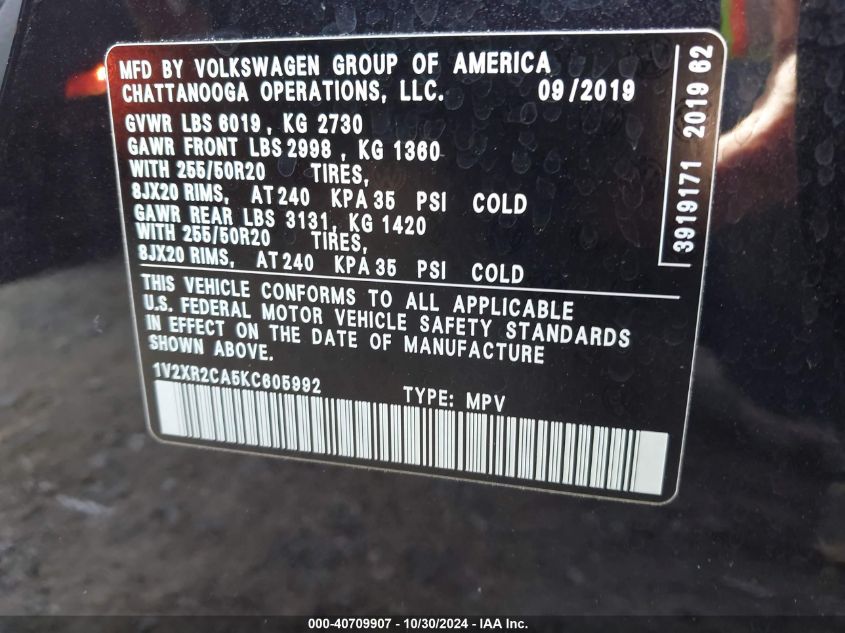 MFD BY VOLKSWAGEN GROUP OF AMERICA
CHATTANOOGA OPERATIONS, LLC. 09/2019
GVWR LBS 6019, KG 2730
GAWR FRONT LBS 2998, KG 1360
WITH 255/50R20 TIRES,
8JX20 RIMS, AT 240 KPA 35 PSI COLD
GAWR REAR LBS 3131, KG 1420
WITH 255/50R20 TIRES,
8JX20 RIMS, AT 240 KPA 35 PSI COLD
THIS VEHICLE CONFORMS TO ALL APPLICABLE
U.S. FEDERAL MOTOR VEHICLE SAFETY STANDARDS
IN EFFECT ON THE DATE OF MANUFACTURE
SHOWN ABOVE.
1V2XR2CA5KC605992 TYPE: MPV
3919171 2019 62
000-40709907 - 10/30/2024 - IAA Inc.